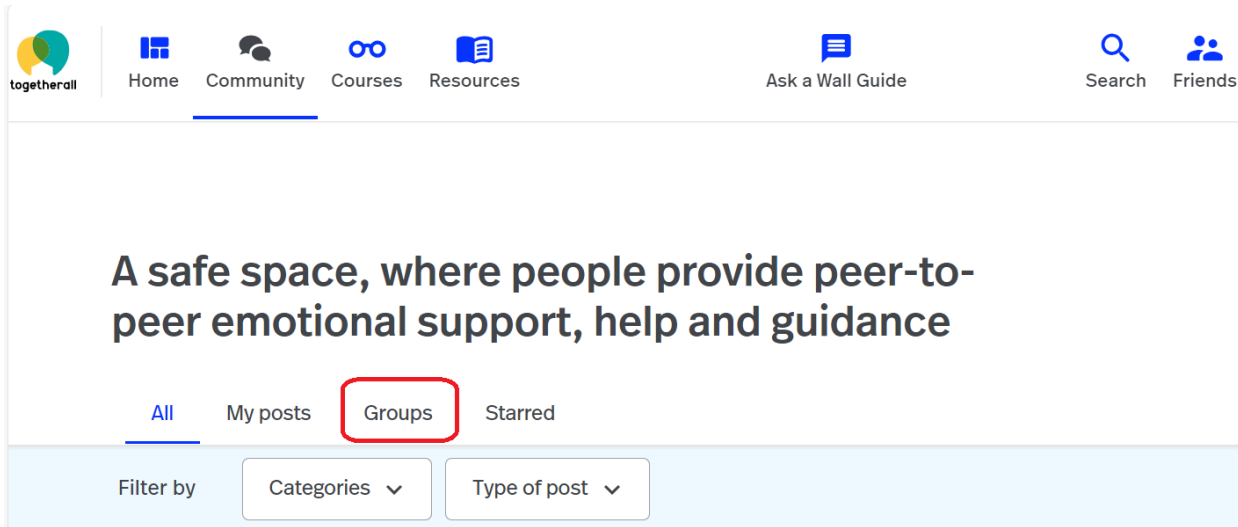 togetherall
Home
Community
Courses
Resources
Ask a Wall Guide
Search
Friends
A safe space, where people provide peer-to-
peer emotional support, help and guidance
All
My posts
Groups
Starred
Filter by
Categories
Type of post